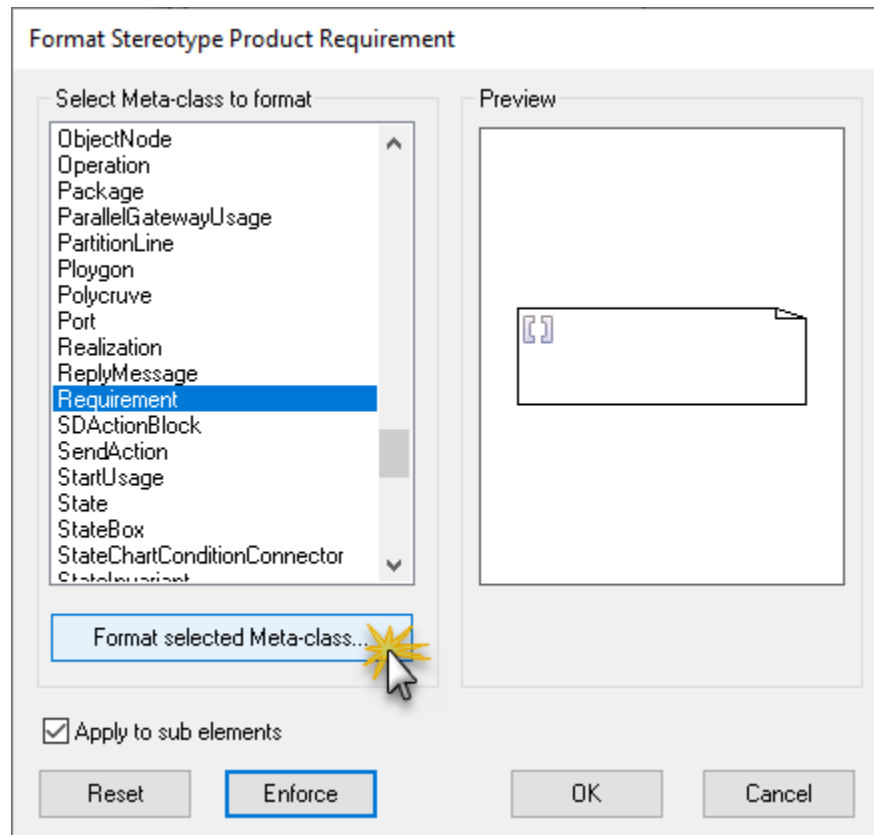 Format Stereotype Product Requirement
Select Meta-class to format
ObjectNode
Operation
Package
ParallelGatewayUsage
PartitionLine
Ploygon
Polycruve
Port
Realization
ReplyMessage
Requirement
SDActionBlock
SendAction
StartUsage
State
StateBox
StateChartConditionConnector
StateInvariant
Format selected Meta-class...
Preview
Apply to sub elements
Reset
Enforce
OK
Cancel